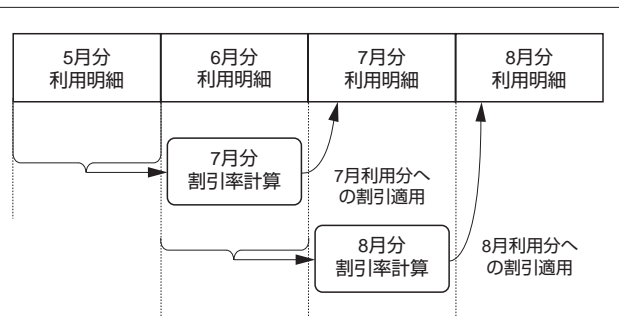 5月分
利用明細
6月分
利用明細
7月分
利用明細
8月分
利用明細
7月分
割引率計算
7月利用分へ
の割引適用
8月分
割引率計算
8月利用分へ
の割引適用